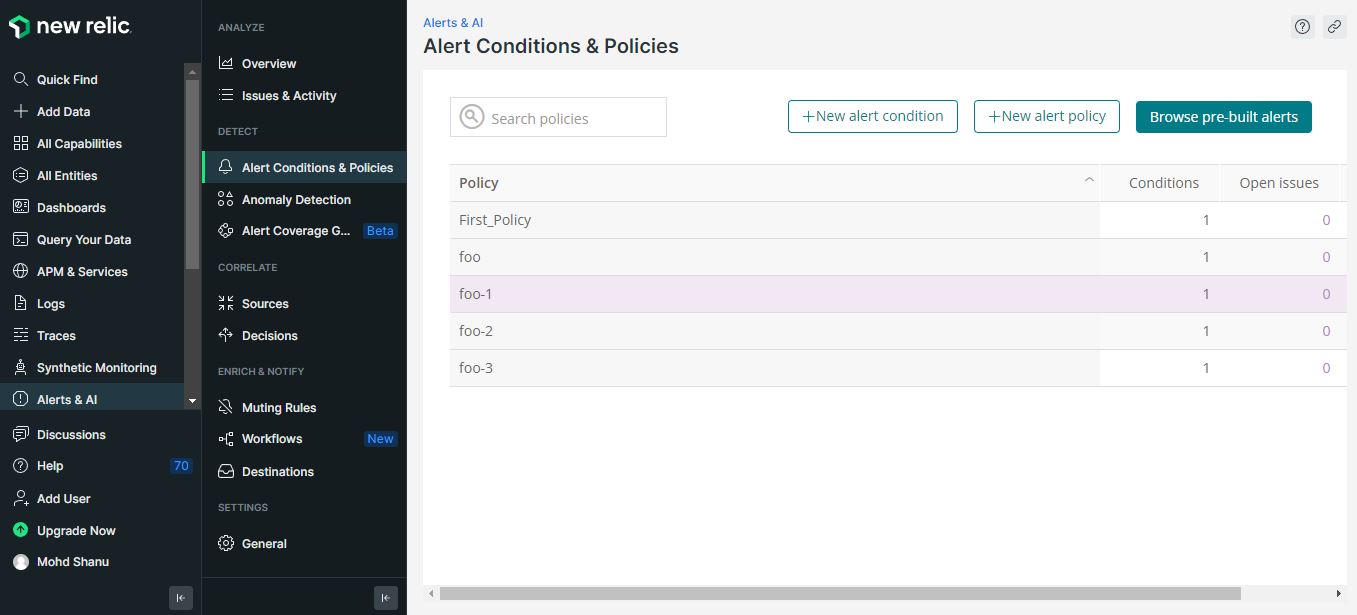 new relic
Quick Find
Add Data
All Capabilities
All Entities
Dashboards
Query Your Data
APM & Services
Logs
Traces
Synthetic Monitoring
Alerts & AI
Discussions
Help 70
Add User
Upgrade Now
Mohd Shanu
ANALYZE
Overview
Issues & Activity
DETECT
Alert Conditions & Policies
Anomaly Detection
Alert Coverage G... Beta
CORRELATE
Sources
Decisions
ENRICH & NOTIFY
Muting Rules
Workflows New
Destinations
SETTINGS
General
Alerts & AI
Alert Conditions & Policies
Search policies +New alert condition +New alert policy Browse pre-built alerts
Policy Conditions Open issues
First_Policy 1 0
foo 1 0
foo-1 1 0
foo-2 1 0
foo-3 1 0